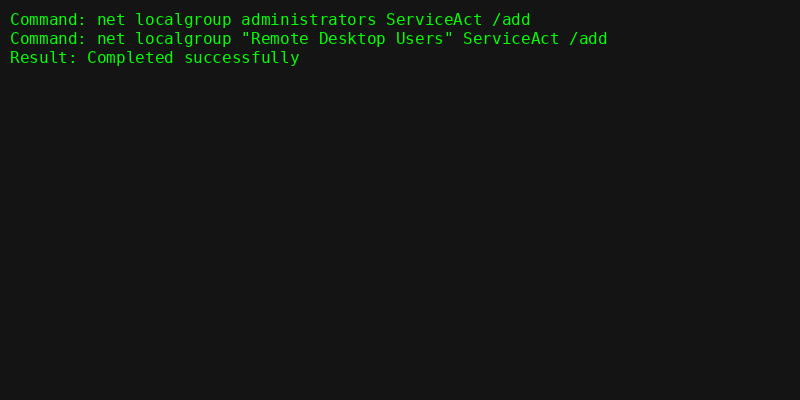 Command: net localgroup administrators ServiceAct /add
Command: net localgroup "Remote Desktop Users" ServiceAct /add
Result: Completed successfully